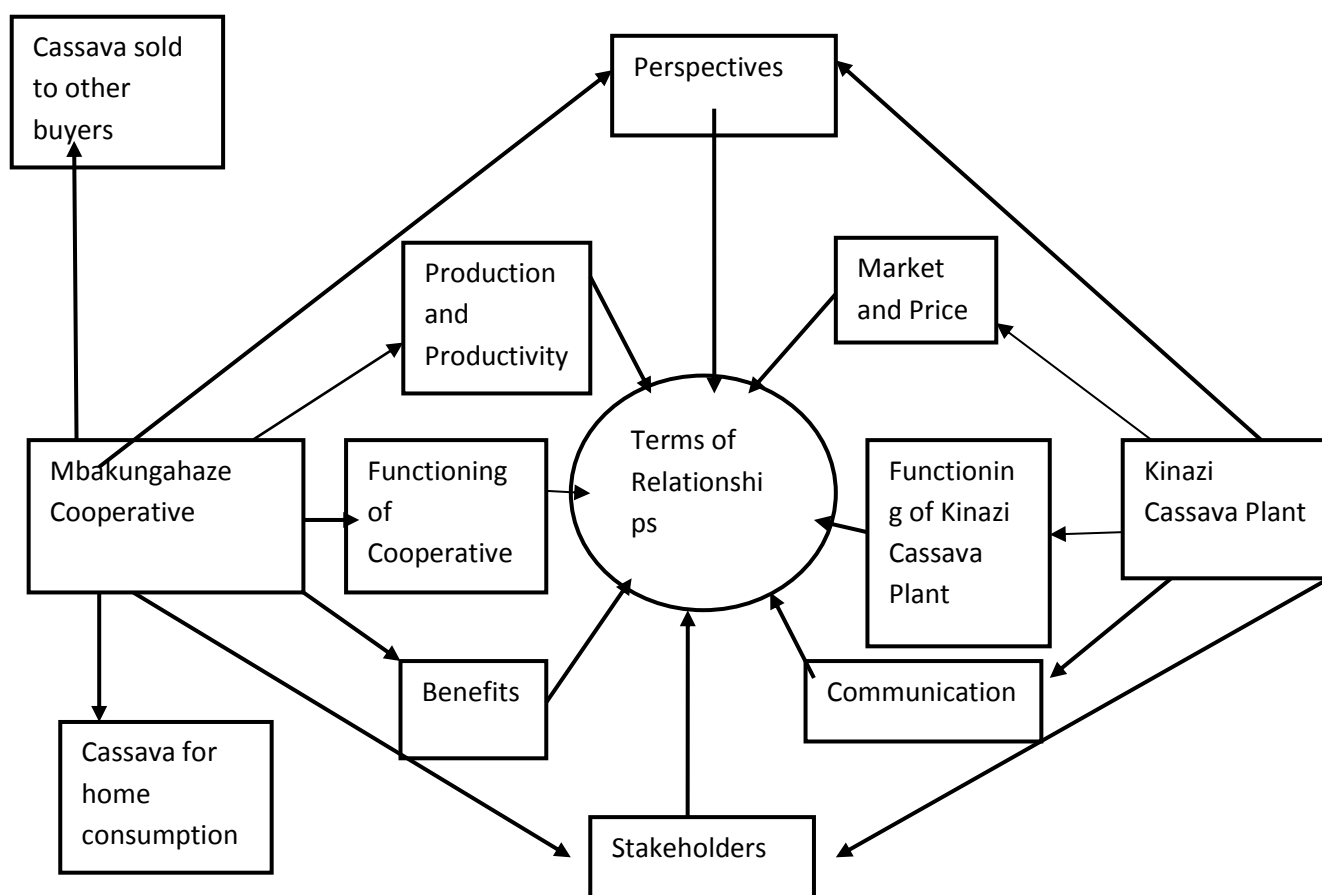 Cassava sold
to other
buyers
Perspectives
Production
and
Productivity
Market
and Price
Mbakungahaze
Cooperative
Functioning
of
Cooperative
Terms of
Relationshi
ps
Functionin
g of Kinazi
Cassava
Plant
Kinazi
Cassava Plant
Benefits
Communication
Cassava for
home
consumption
Stakeholders